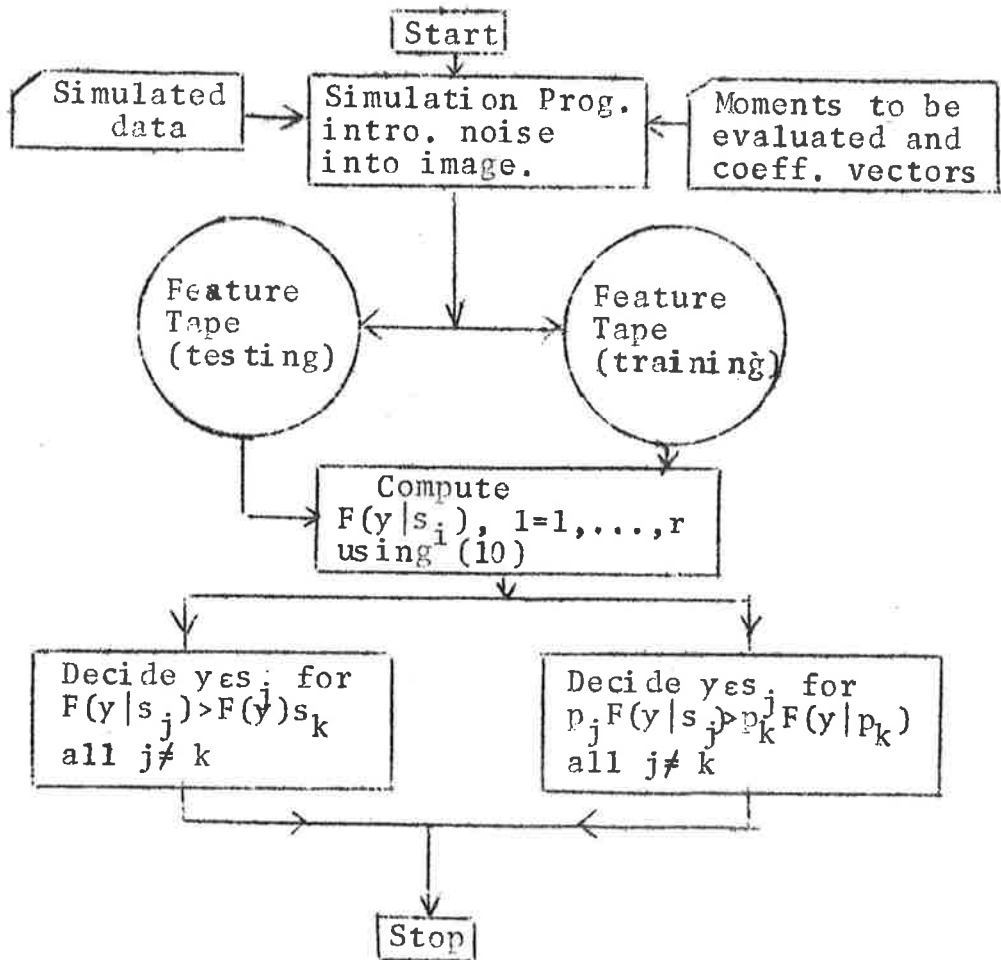 Start
Simulated
data
Simulation Prog.
intro. noise
into image.
Moments to be
evaluated and
coeff. vectors
Feature
Tape
(testing)
Feature
Tape
(training)
Compute
F(y|s_i), 1=1,...,r
using (10)
Decide yεs_j for
F(y|s_j)>F(y)s_k
all j≠ k
Decide yεs_j for
p_jF(y|s_j)>p_kF(y|p_k)
all j≠ k
Stop